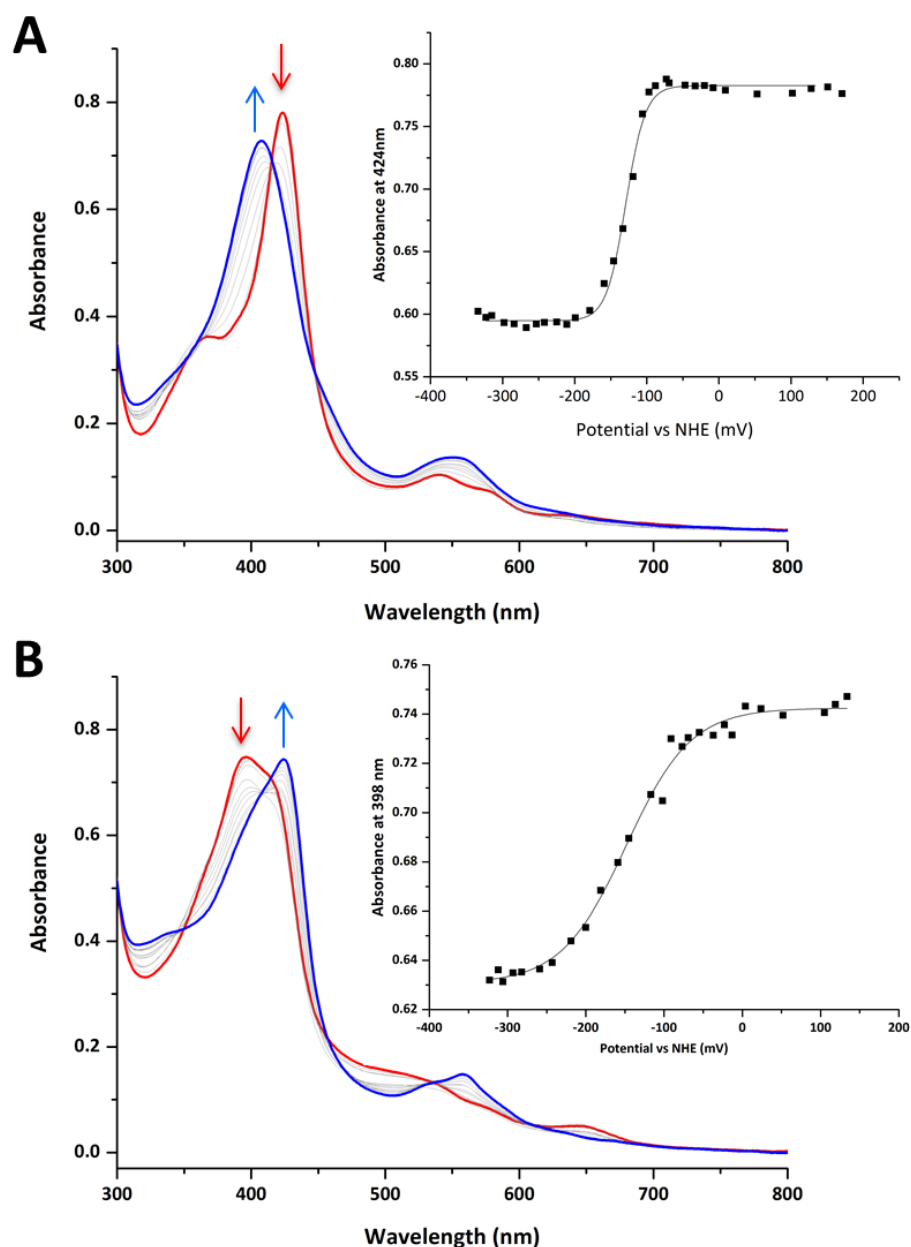 A
Absorbance
0.8
0.6
0.4
0.2
0.0
300 400 500 600 700 800
Wavelength (nm)
Absorbance at 424nm
0.80
0.75
0.70
0.65
0.60
0.55
-400 -300 -200 -100 0 100 200
Potential vs NHE (mV)
B
Absorbance
0.8
0.6
0.4
0.2
0.0
300 400 500 600 700 800
Wavelength (nm)
Absorbance at 398 nm
0.76
0.74
0.72
0.70
0.68
0.66
0.64
0.62
-400 -300 -200 -100 0 100 200
Potential vs NHE (mV)